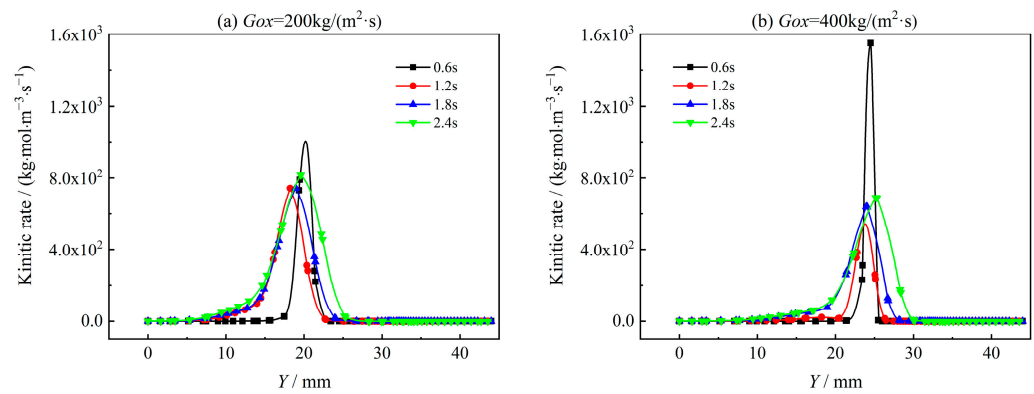 (a) Gox=200kg/(m²·s)
1.6x10³
1.2x10³
8.0x10²
4.0x10²
0.0
Kinitic rate / (kg·mol·m⁻³·s⁻¹)
0.6s
1.2s
1.8s
2.4s
0 10 20 30 40
Y / mm
(b) Gox=400kg/(m²·s)
1.6x10³
1.2x10³
8.0x10²
4.0x10²
0.0
Kinitic rate / (kg·mol·m⁻³·s⁻¹)
0.6s
1.2s
1.8s
2.4s
0 10 20 30 40
Y / mm